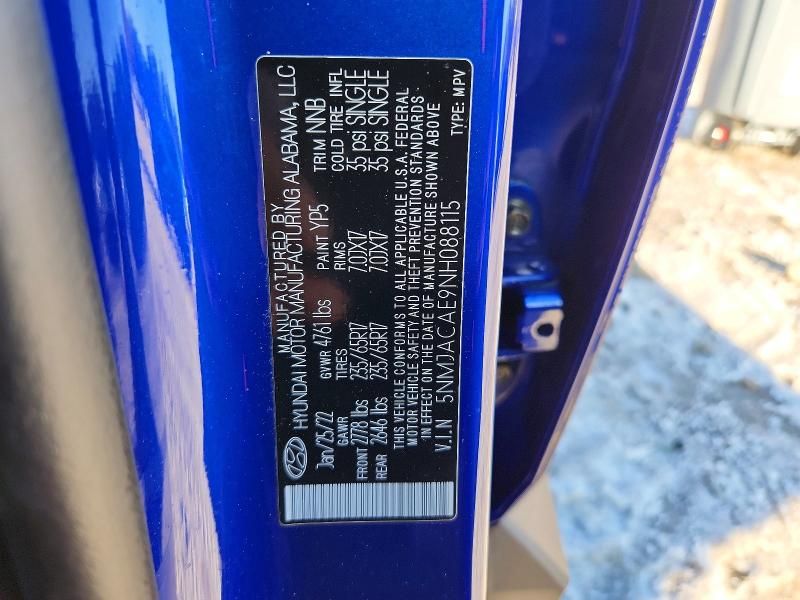 MANUFACTURED BY
HYUNDAI MOTOR MANUFACTURING ALABAMA, LLC
Jan/25/22 GVWR 4761 lbs PAINT YP5 TRIM NNB
GAWR TIRES RIMS COLD TIRE INFL
FRONT 2778 lbs 235/65R17 7.0JX17 35 psi SINGLE
REAR 2646 lbs 235/65R17 7.0JX17 35 psi SINGLE
THIS VEHICLE CONFORMS TO ALL APPLICABLE U.S.A. FEDERAL
MOTOR VEHICLE SAFETY AND THEFT PREVENTION STANDARDS
IN EFFECT ON THE DATE OF MANUFACTURE SHOWN ABOVE
V.I.N 5NMJACAE9NH088115 TYPE: MPV